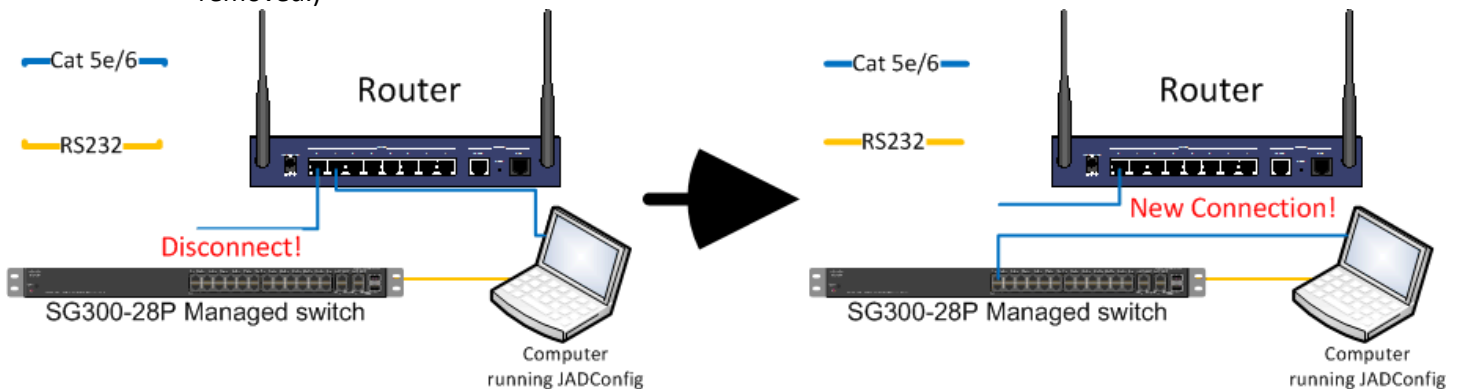 removed.)
Cat 5e/6
Router
RS232
Disconnect!
SG300-28P Managed switch
Computer
running JADConfig
Cat 5e/6
Router
RS232
New Connection!
SG300-28P Managed switch
Computer
running JADConfig